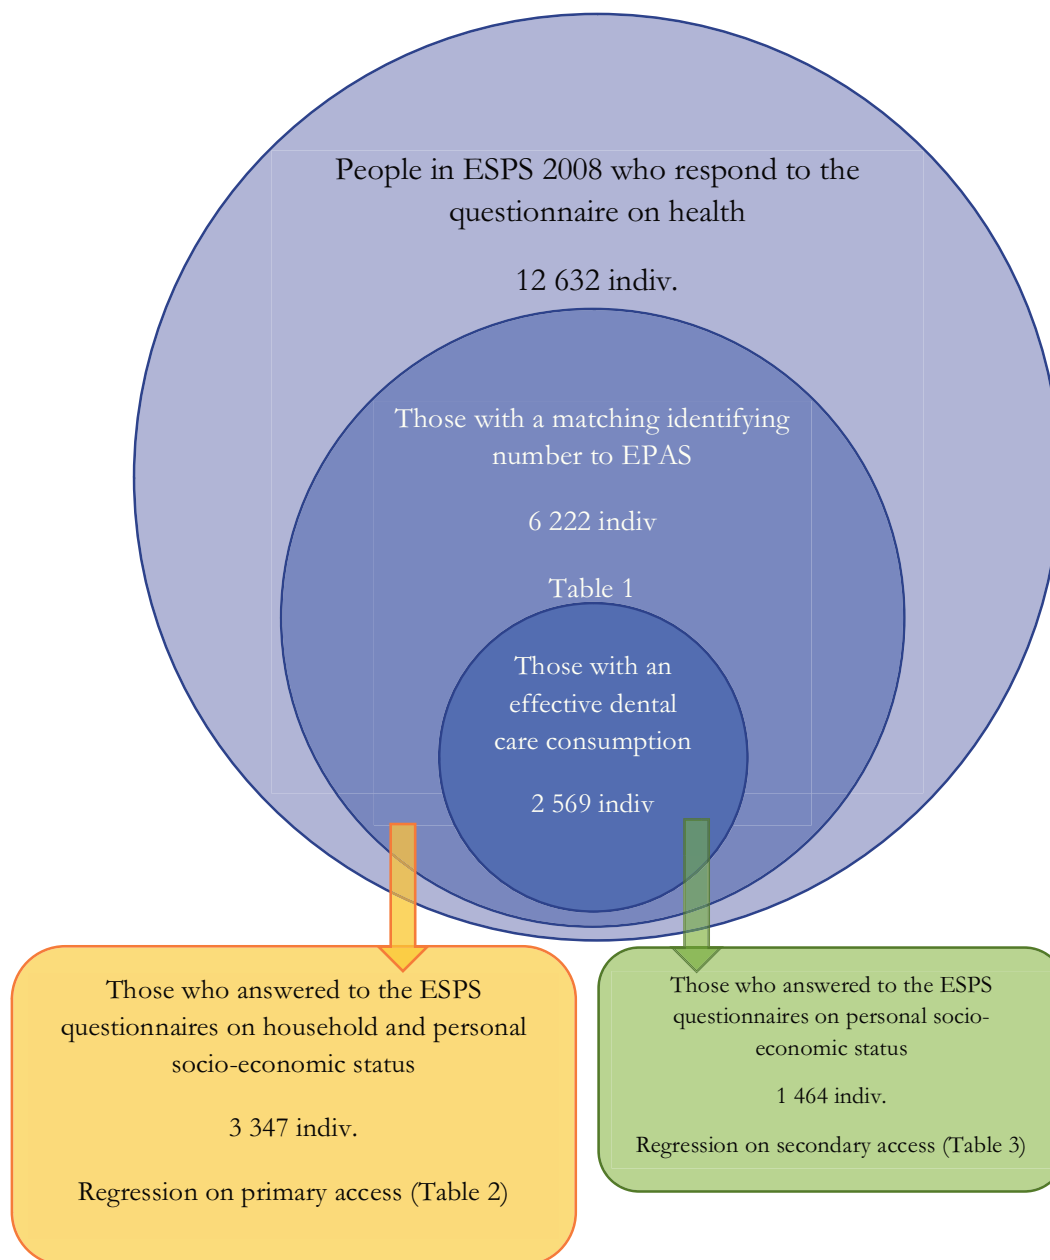 People in ESPS 2008 who respond to the
questionnaire on health
12 632 indiv.
Those with a matching identifying
number to EPAS
6 222 indiv
Table 1
Those with an
effective dental
care consumption
2 569 indiv
Those who answered to the ESPS
questionnaires on household and personal
socio-economic status
3 347 indiv.
Regression on primary access (Table 2)
Those who answered to the ESPS
questionnaires on personal socio-
economic status
1 464 indiv.
Regression on secondary access (Table 3)